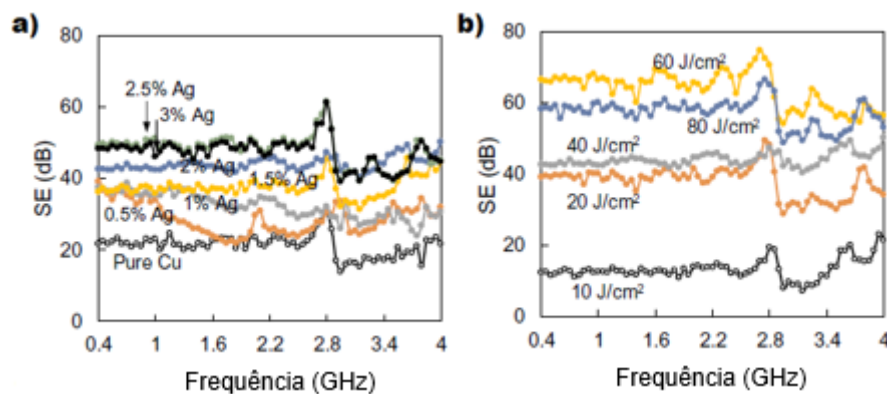 a)
80
60
40
20
0
SE (dB)
2.5% Ag
3% Ag
2% Ag
1.5% Ag
1% Ag
0.5% Ag
Pure Cu
0.4 1 1.6 2.2 2.8 3.4 4
Frequência (GHz)
b)
80
60
40
20
0
SE (dB)
60 J/cm²
80 J/cm²
40 J/cm²
20 J/cm²
10 J/cm²
0.4 1 1.6 2.2 2.8 3.4 4
Frequência (GHz)